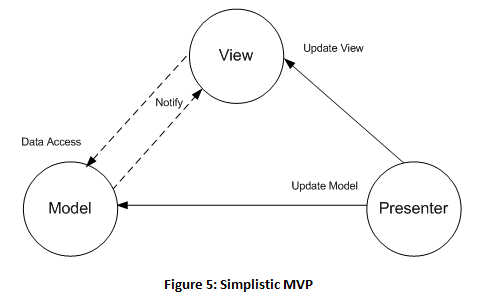 View
Update View
Notify
Data Access
Update Model
Model
Presenter
Figure 5: Simplistic MVP